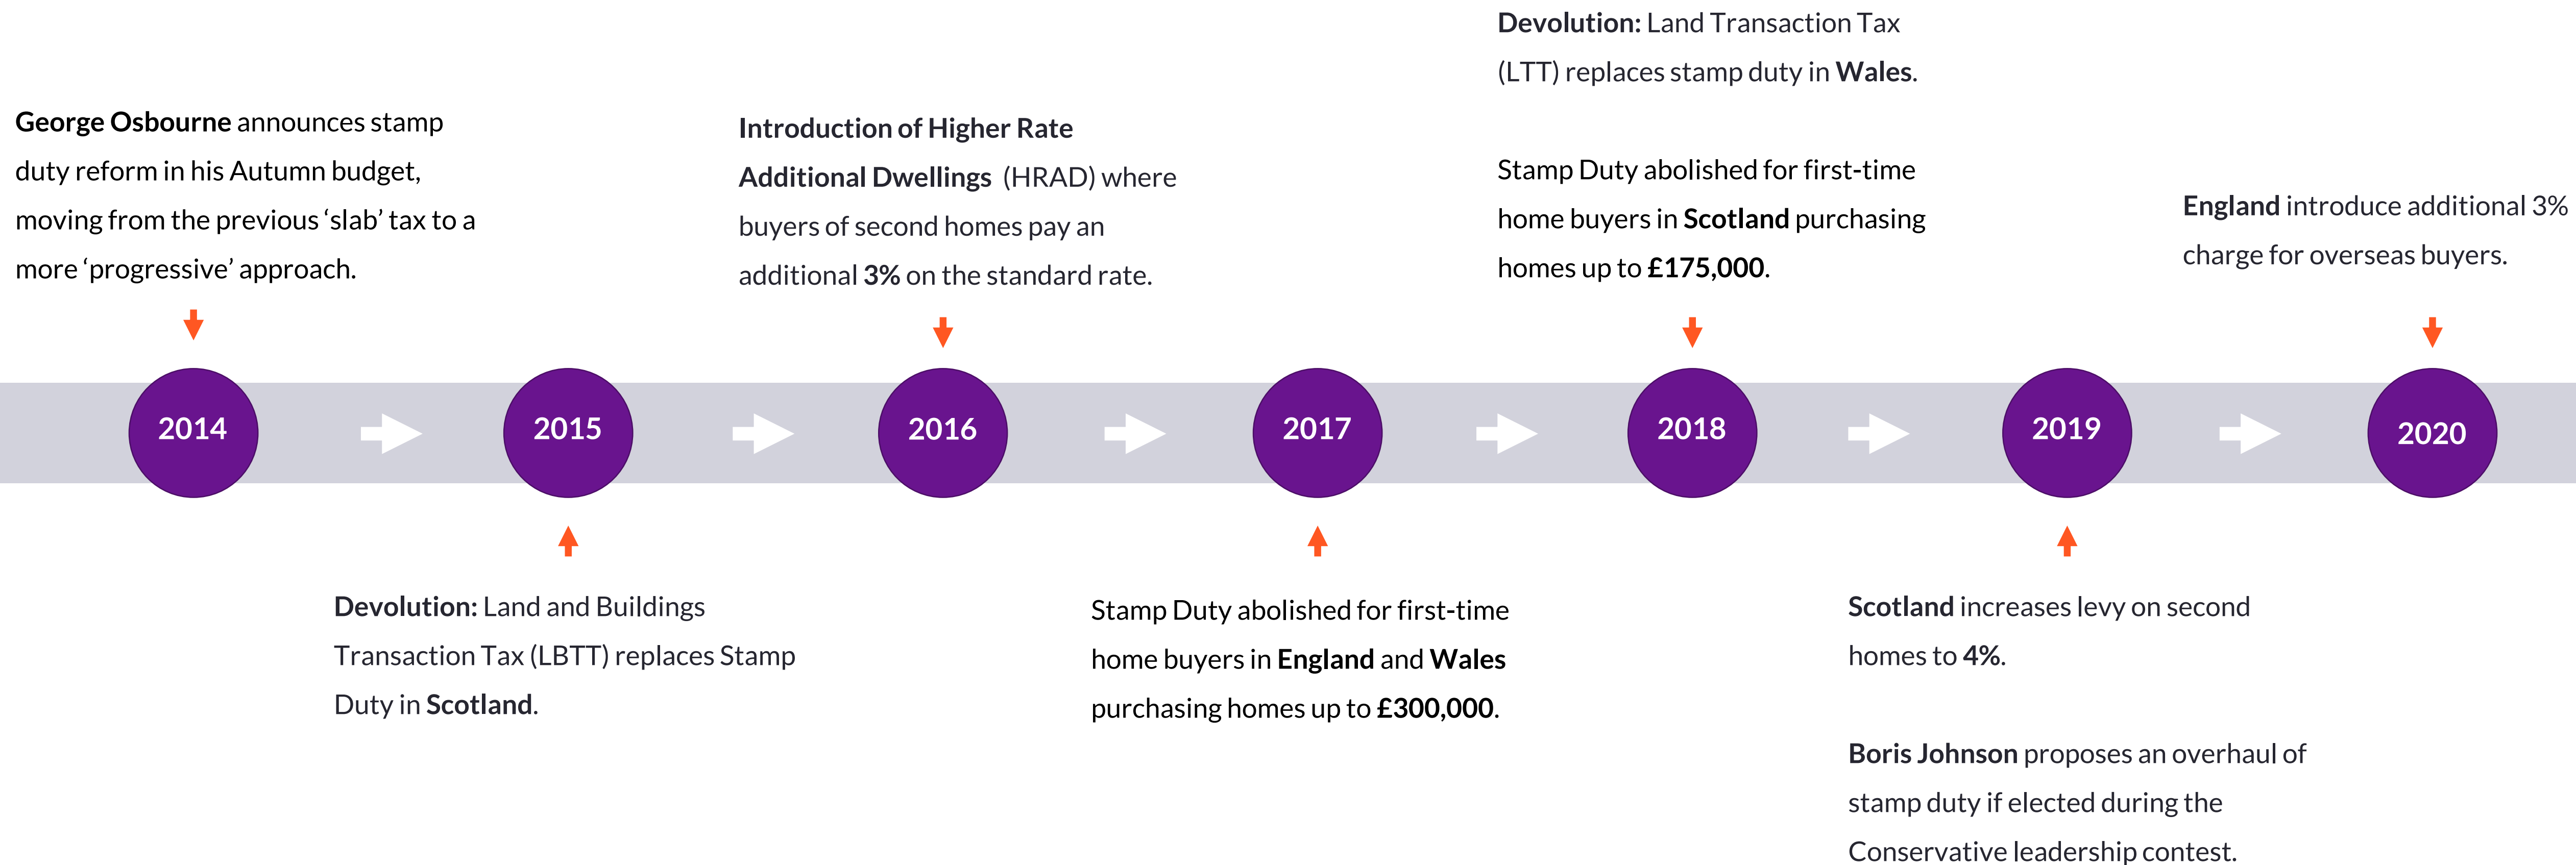 George Osbourne announces stamp
duty reform in his Autumn budget,
moving from the previous ‘slab’ tax to a
more ‘progressive’ approach.
Introduction of Higher Rate
Additional Dwellings (HRAD) where
buyers of second homes pay an
additional 3% on the standard rate.
Devolution: Land Transaction Tax
(LTT) replaces stamp duty in Wales.
Stamp Duty abolished for first-time
home buyers in Scotland purchasing
homes up to £175,000.
England introduce additional 3%
charge for overseas buyers.
2014
2015
2016
2017
2018
2019
2020
Devolution: Land and Buildings
Transaction Tax (LBTT) replaces Stamp
Duty in Scotland.
Stamp Duty abolished for first-time
home buyers in England and Wales
purchasing homes up to £300,000.
Scotland increases levy on second
homes to 4%.
Boris Johnson proposes an overhaul of
stamp duty if elected during the
Conservative leadership contest.